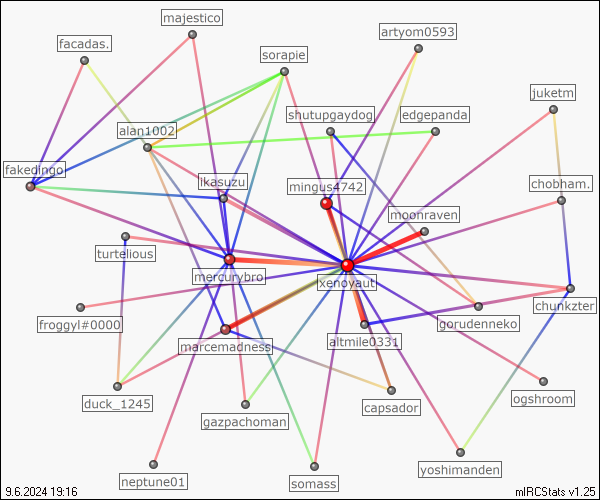 majestico
artyom0593
facadas.
sorapie
juketm
shutupgaydog
edgepanda
alan1002
fakedingo
ikasuzu
mingus4742
chobham.
moonraven
turtelious
mercurybro
xenoyaut
chunkzter
froggyl#0000
gorudenneko
marcemadness
altmile0331
ogshroom
duck_1245
capsador
gazpachoman
yoshimanden
neptune01
somass
9.6.2024 19:16
mIRCStats v1.25